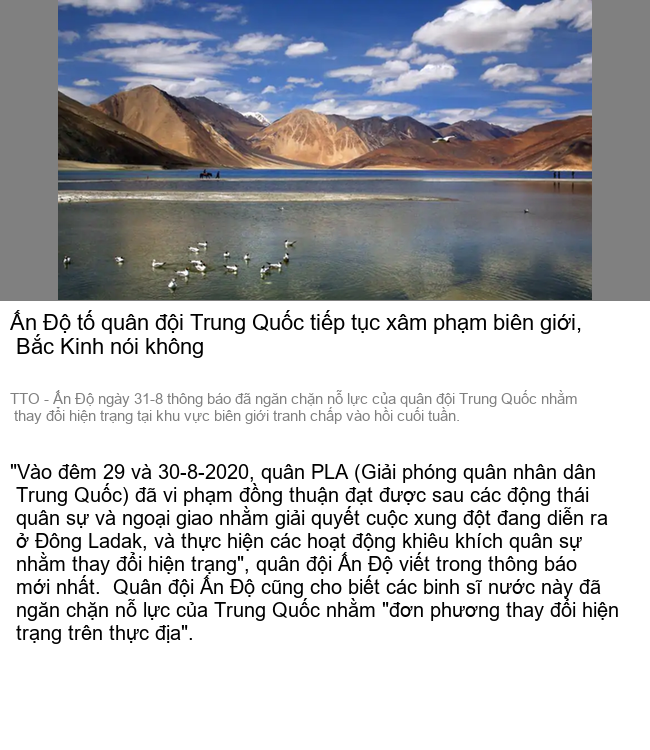 Ấn Độ tố quân đội Trung Quốc tiếp tục xâm phạm biên giới,
Bắc Kinh nói không
TTO - Ấn Độ ngày 31-8 thông báo đã ngăn chặn nỗ lực của quân đội Trung Quốc nhằm
thay đổi hiện trạng tại khu vực biên giới tranh chấp vào hồi cuối tuần.
"Vào đêm 29 và 30-8-2020, quân PLA (Giải phóng quân nhân dân
Trung Quốc) đã vi phạm đồng thuận đạt được sau các động thái
quân sự và ngoại giao nhằm giải quyết cuộc xung đột đang diễn ra
ở Đông Ladak, và thực hiện các hoạt động khiêu khích quân sự
nhằm thay đổi hiện trạng", quân đội Ấn Độ viết trong thông báo
mới nhất.  Quân đội Ấn Độ cũng cho biết các binh sĩ nước này đã
ngăn chặn nỗ lực của Trung Quốc nhằm "đơn phương thay đổi hiện
trạng trên thực địa".